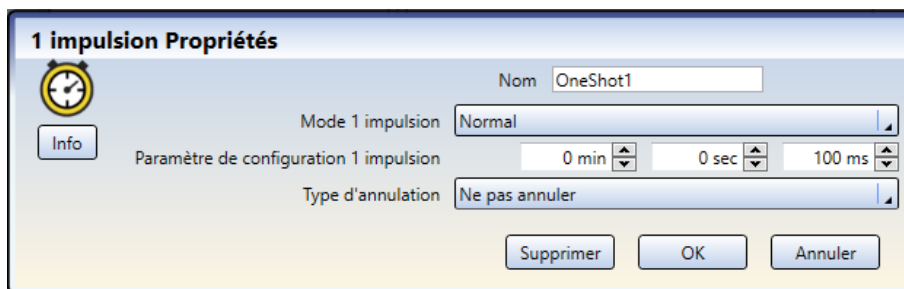 1 impulsion Propriétés
Nom OneShot1
Info
Mode 1 impulsion Normal
Paramètre de configuration 1 impulsion 0 min 0 sec 100 ms
Type d'annulation Ne pas annuler
Supprimer OK Annuler